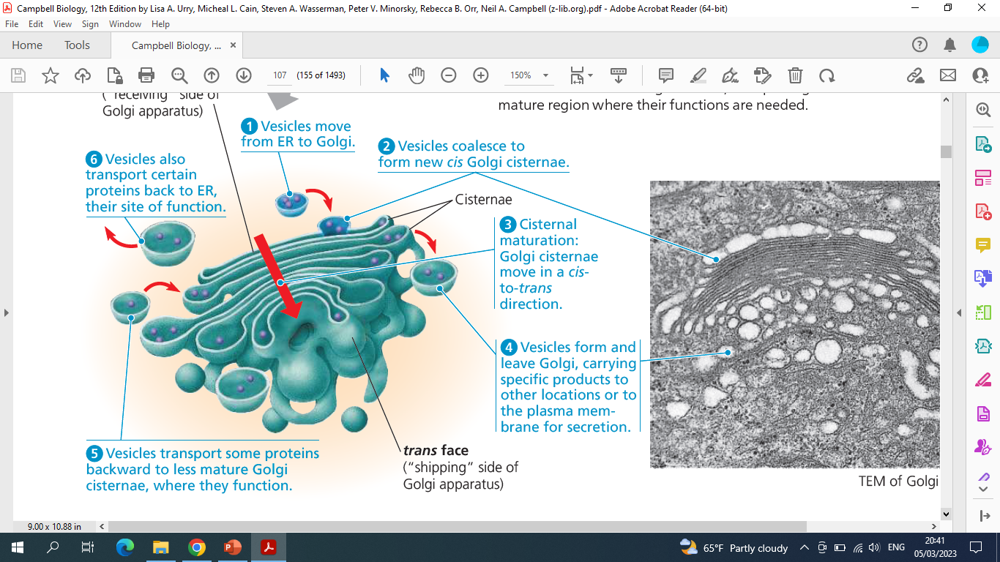 Campbell Biology, 12th Edition by Lisa A. Urry, Micheal L. Cain, Steven A. Wasserman, Peter V. Minorsky, Rebecca B. Orr, Neil A. Campbell (z-lib.org).pdf - Adobe Acrobat Reader (64-bit)
File Edit View Sign Window Help
Home Tools Campbell Biology, ...
107 (155 of 1493) 150%
("receiving" side of
Golgi apparatus)
mature region where their functions are needed.
1 Vesicles move
from ER to Golgi.
2 Vesicles coalesce to
form new cis Golgi cisternae.
6 Vesicles also
transport certain
proteins back to ER,
their site of function.
Cisternae
3 Cisternal
maturation:
Golgi cisternae
move in a cis-
to-trans
direction.
4 Vesicles form and
leave Golgi, carrying
specific products to
other locations or to
the plasma mem-
brane for secretion.
5 Vesicles transport some proteins
backward to less mature Golgi
cisternae, where they function.
trans face
("shipping" side of
Golgi apparatus)
TEM of Golgi
9.00 x 10.88 in
65°F Partly cloudy
ENG
20:41
05/03/2023